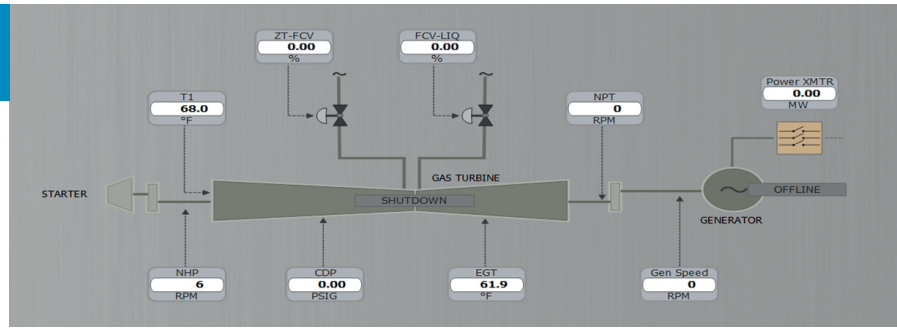 ZT-FCV
0.00
%
FCV-LIQ
0.00
%
T1
68.0
°F
NPT
0
RPM
Power XMTR
0.00
MW
STARTER
GAS TURBINE
SHUTDOWN
OFFLINE
GENERATOR
NHP
6
RPM
CDP
0.00
PSIG
EGT
61.9
°F
Gen Speed
0
RPM